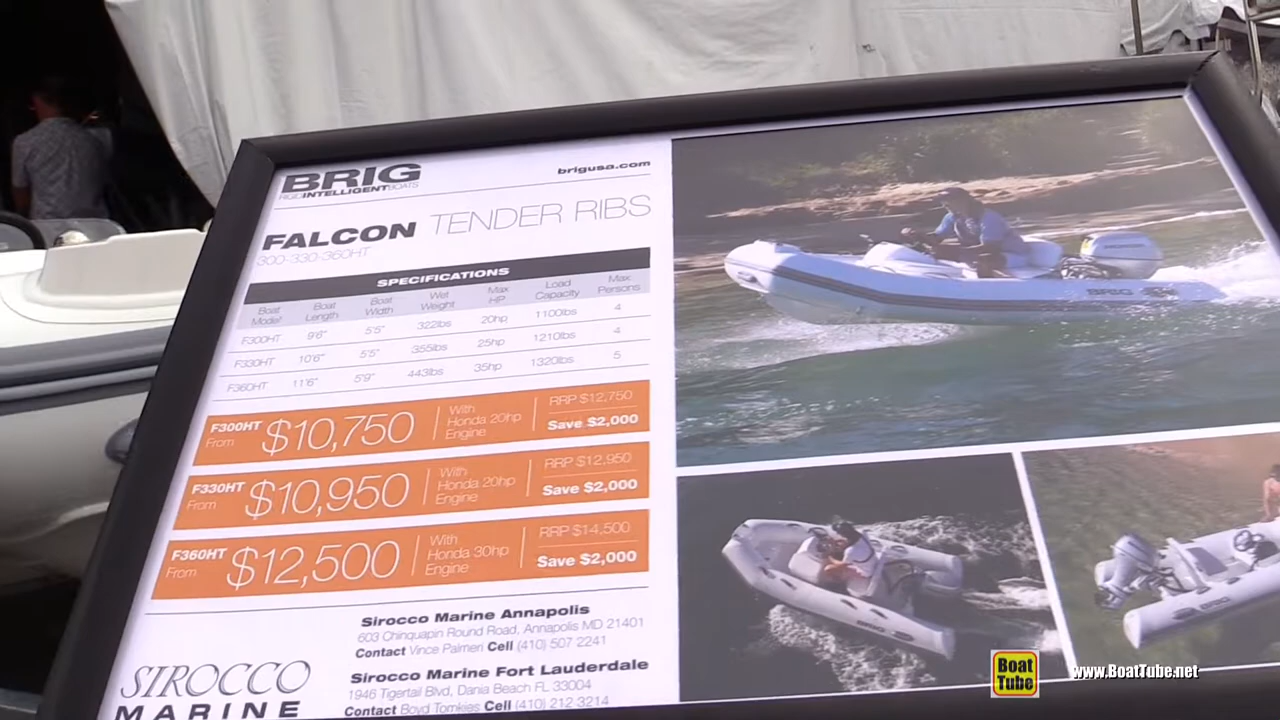 BRIG
RIGID INTELLIGENT BOATS
brigusa.com
FALCON TENDER RIBS
300-330-360HT
SPECIFICATIONS
Boat Model Boat Length Boat Width Wet Weight Max HP Load Capacity Max Persons
F300HT 9'6" 5'5" 322lbs 20hp 1100lbs 4
F330HT 10'6" 5'5" 355lbs 25hp 1210lbs 4
F360HT 11'6" 5'9" 443lbs 35hp 1320lbs 5
F300HT From $10,750 With Honda 20hp Engine RRP $12,750 Save $2,000
F330HT From $10,950 With Honda 20hp Engine RRP $12,950 Save $2,000
F360HT From $12,500 With Honda 30hp Engine RRP $14,500 Save $2,000
Sirocco Marine Annapolis
603 Chinquapin Round Road, Annapolis MD 21401
Contact Vince Palmeri Cell (410) 507 2241
Sirocco Marine Fort Lauderdale
1946 Tigertail Blvd, Dania Beach FL 33004
Contact Boyd Tomkies Cell (410) 212 3214
SIROCCO
MARINE
BRIG
Boat
Tube
www.BoatTube.net